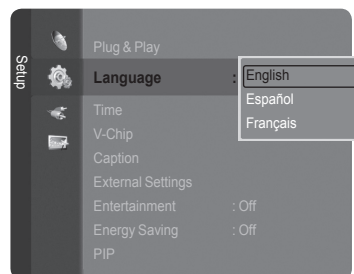 Setup
Plug & Play
Language : English
Español
Français
Time
V-Chip
Caption
External Settings
Entertainment : Off
Energy Saving : Off
PIP